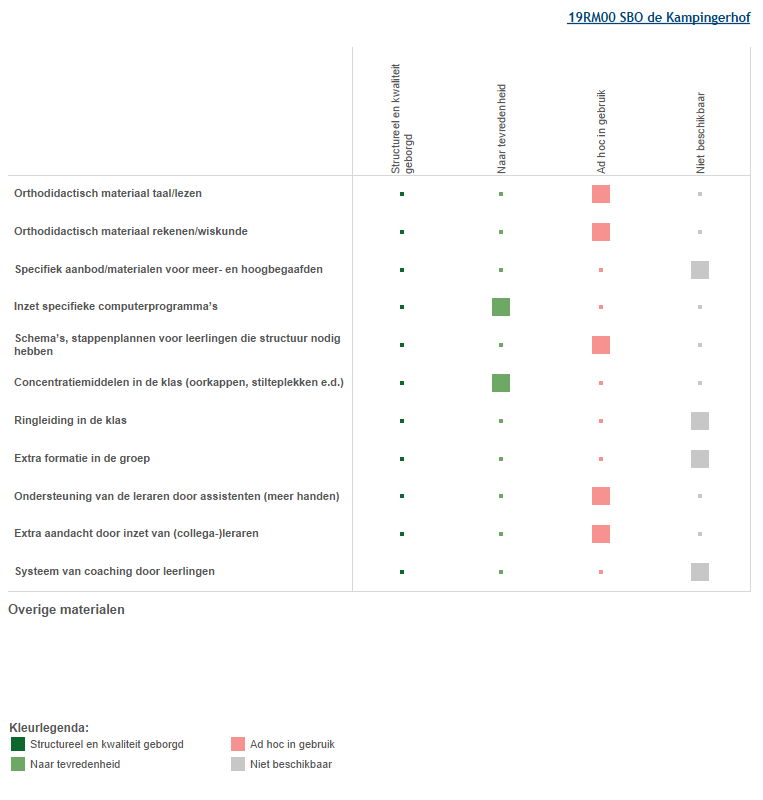 19RM00 SBO de Kampingerhof
Structureel en kwaliteit
geborgd
Naar tevredenheid
Ad hoc in gebruik
Niet beschikbaar
Orthodidactisch materiaal taal/lezen
Orthodidactisch materiaal rekenen/wiskunde
Specifiek aanbod/materialen voor meer- en hoogbegaafden
Inzet specifieke computerprogramma's
Schema's, stappenplannen voor leerlingen die structuur nodig
hebben
Concentratiemiddelen in de klas (oorkappen, stilteplekken e.d.)
Ringleiding in de klas
Extra formatie in de groep
Ondersteuning van de leraren door assistenten (meer handen)
Extra aandacht door inzet van (collega-)leraren
Systeem van coaching door leerlingen
Overige materialen
Kleurlegenda:
Structureel en kwaliteit geborgd
Ad hoc in gebruik
Naar tevredenheid
Niet beschikbaar